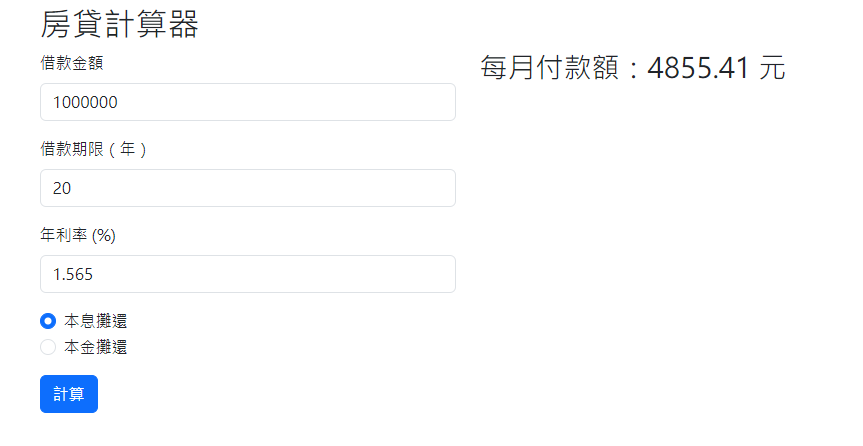 房貸計算器
借款金額
1000000
借款期限（年）
20
年利率 (%)
1.565
本息攤還
本金攤還
計算
每月付款額：4855.41 元